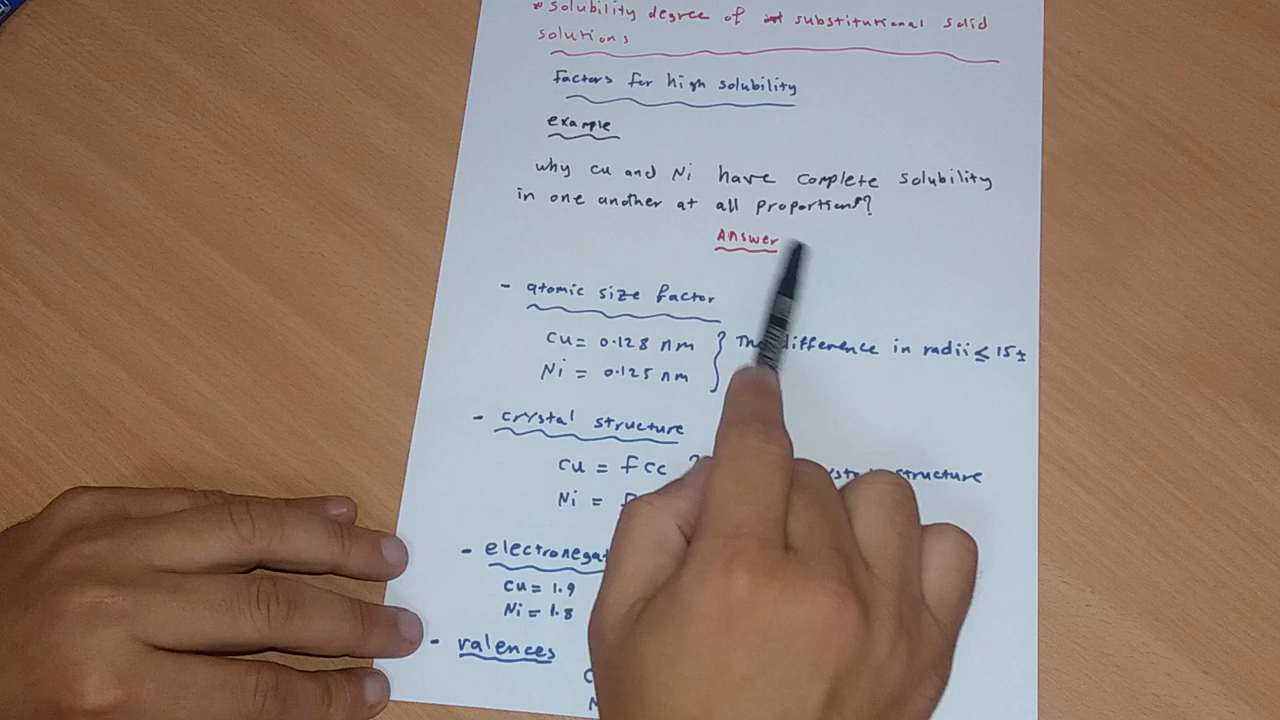 * solubility degree of substitutional solid
solutions
factors for high solubility
example
why cu and Ni have complete solubility
in one another at all proportions?
Answer
- atomic size factor
cu = 0.128 nm
Ni = 0.125 nm
The difference in radii ≤ 15%
- crystal structure
cu = fcc
structure
Ni =
- electronegat
cu = 1.9
Ni = 1.8
- valences